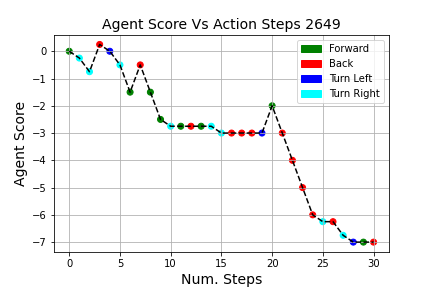 Agent Score Vs Action Steps 2649
Agent Score
0
−1
−2
−3
−4
−5
−6
−7
Forward
Back
Turn Left
Turn Right
0
5
10
15
20
25
30
Num. Steps